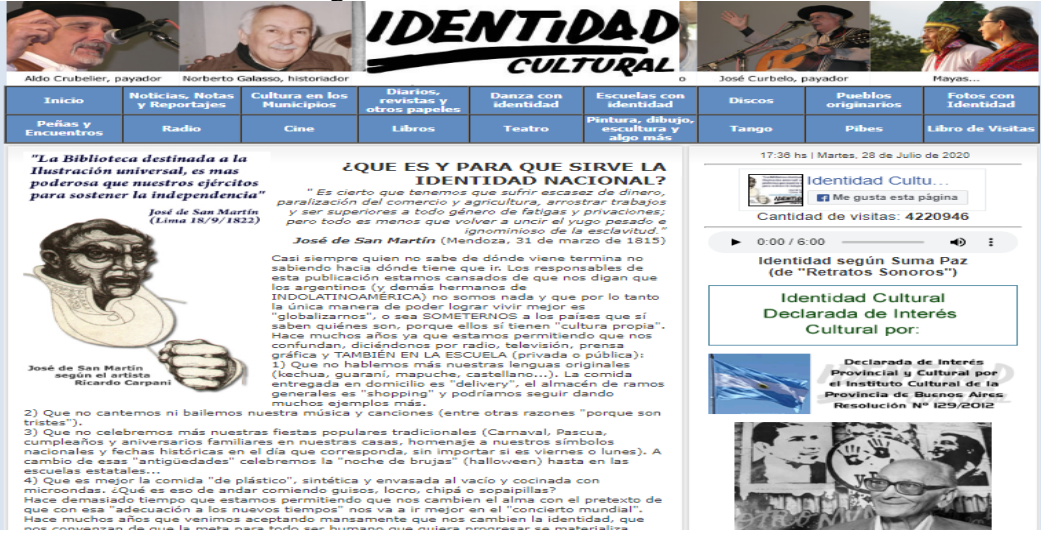 IDENTIDAD
CULTURAL
Aldo Crubelier, payador
Norberto Galasso, historiador
o
José Curbelo, payador
Mayas...
Inicio
Noticias, Notas
y Reportajes
Cultura en los
Municipios
Diarios,
revistas y
otros papeles
Danza con
identidad
Escuelas con
identidad
Discos
Pueblos
originarios
Fotos con
Identidad
Peñas y
Encuentros
Radio
Cine
Libros
Teatro
Pintura, dibujo,
escultura y
algo más
Tango
Pibes
Libro de Visitas
"La Biblioteca destinada a la
Ilustración universal, es mas
poderosa que nuestros ejércitos
para sostener la independencia"
José de San Martín
(Lima 18/9/1822)
José de San Martín
según el artista
Ricardo Carpani
¿QUE ES Y PARA QUE SIRVE LA
IDENTIDAD NACIONAL?
" Es cierto que tenemos que sufrir escasez de dinero,
paralización del comercio y agricultura, arrostrar trabajos
y ser superiores a todo género de fatigas y privaciones;
pero todo es menos que volver a uncir el yugo pesado e
ignominioso de la esclavitud."
José de San Martín (Mendoza, 31 de marzo de 1815)
Casi siempre quien no sabe de dónde viene termina no
sabiendo hacia dónde tiene que ir. Los responsables de
esta publicación estamos cansados de que nos digan que
los argentinos (y demás hermanos de
INDOLATINOAMÉRICA) no somos nada y que por lo tanto
la única manera de poder lograr vivir mejor es
"globalizarnos", o sea SOMETERNOS a los países que sí
saben quiénes son, porque ellos sí tienen "cultura propia".
Hace muchos años ya que estamos permitiendo que nos
confundan, diciéndonos por radio, televisión, prensa
gráfica y TAMBIÉN EN LA ESCUELA (privada o pública):
1) Que no hablemos más nuestras lenguas originales
(kechua, guaraní, mapuche, castellano...). La comida
entregada en domicilio es "delivery", el almacén de ramos
generales es "shopping" y podríamos seguir dando
muchos ejemplos más.
2) Que no cantemos ni bailemos nuestra música y canciones (entre otras razones "porque son
tristes").
3) Que no celebremos más nuestras fiestas populares tradicionales (Carnaval, Pascua,
cumpleaños y aniversarios familiares en nuestras casas, homenaje a nuestros símbolos
nacionales y fechas históricas en el día que corresponda, sin importar si es viernes o lunes). A
cambio de esas "antigüedades" celebremos la "noche de brujas" (halloween) hasta en las
escuelas estatales...
4) Que es mejor la comida "de plástico", sintética y envasada al vacío y cocinada con
microondas. ¿Qué es eso de andar comiendo guisos, locro, chipá o sopaipillas?
Hace demasiado tiempo que estamos permitiendo que nos cambien el alma con el pretexto de
que con esa "adecuación a los nuevos tiempos" nos va a ir mejor en el "concierto mundial".
Hace muchos años que venimos aceptando mansamente que nos cambien la identidad, que
nos convenzan de que la meta para todo ser humano que quiera progresar se materializa
17:36 hs | Martes, 28 de Julio de 2020
Identidad Cultu...
Me gusta esta página
Cantidad de visitas: 4220946
0:00 / 6:00
Identidad según Suma Paz
(de "Retratos Sonoros")
Identidad Cultural
Declarada de Interés
Cultural por:
Declarada de Interés
Provincial y Cultural por
el Instituto Cultural de la
Provincia de Buenos Aires
Resolución Nº 129/2012